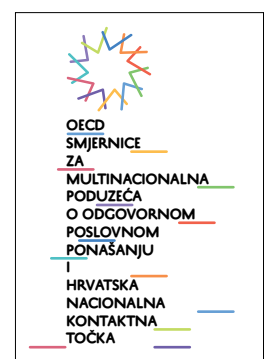 OECD
SMJERNICE
ZA
MULTINACIONALNA
PODUZEĆA
O ODGOVORNOM
POSLOVNOM
PONAŠANJU
I
HRVATSKA
NACIONALNA
KONTAKTNA
TOČKA